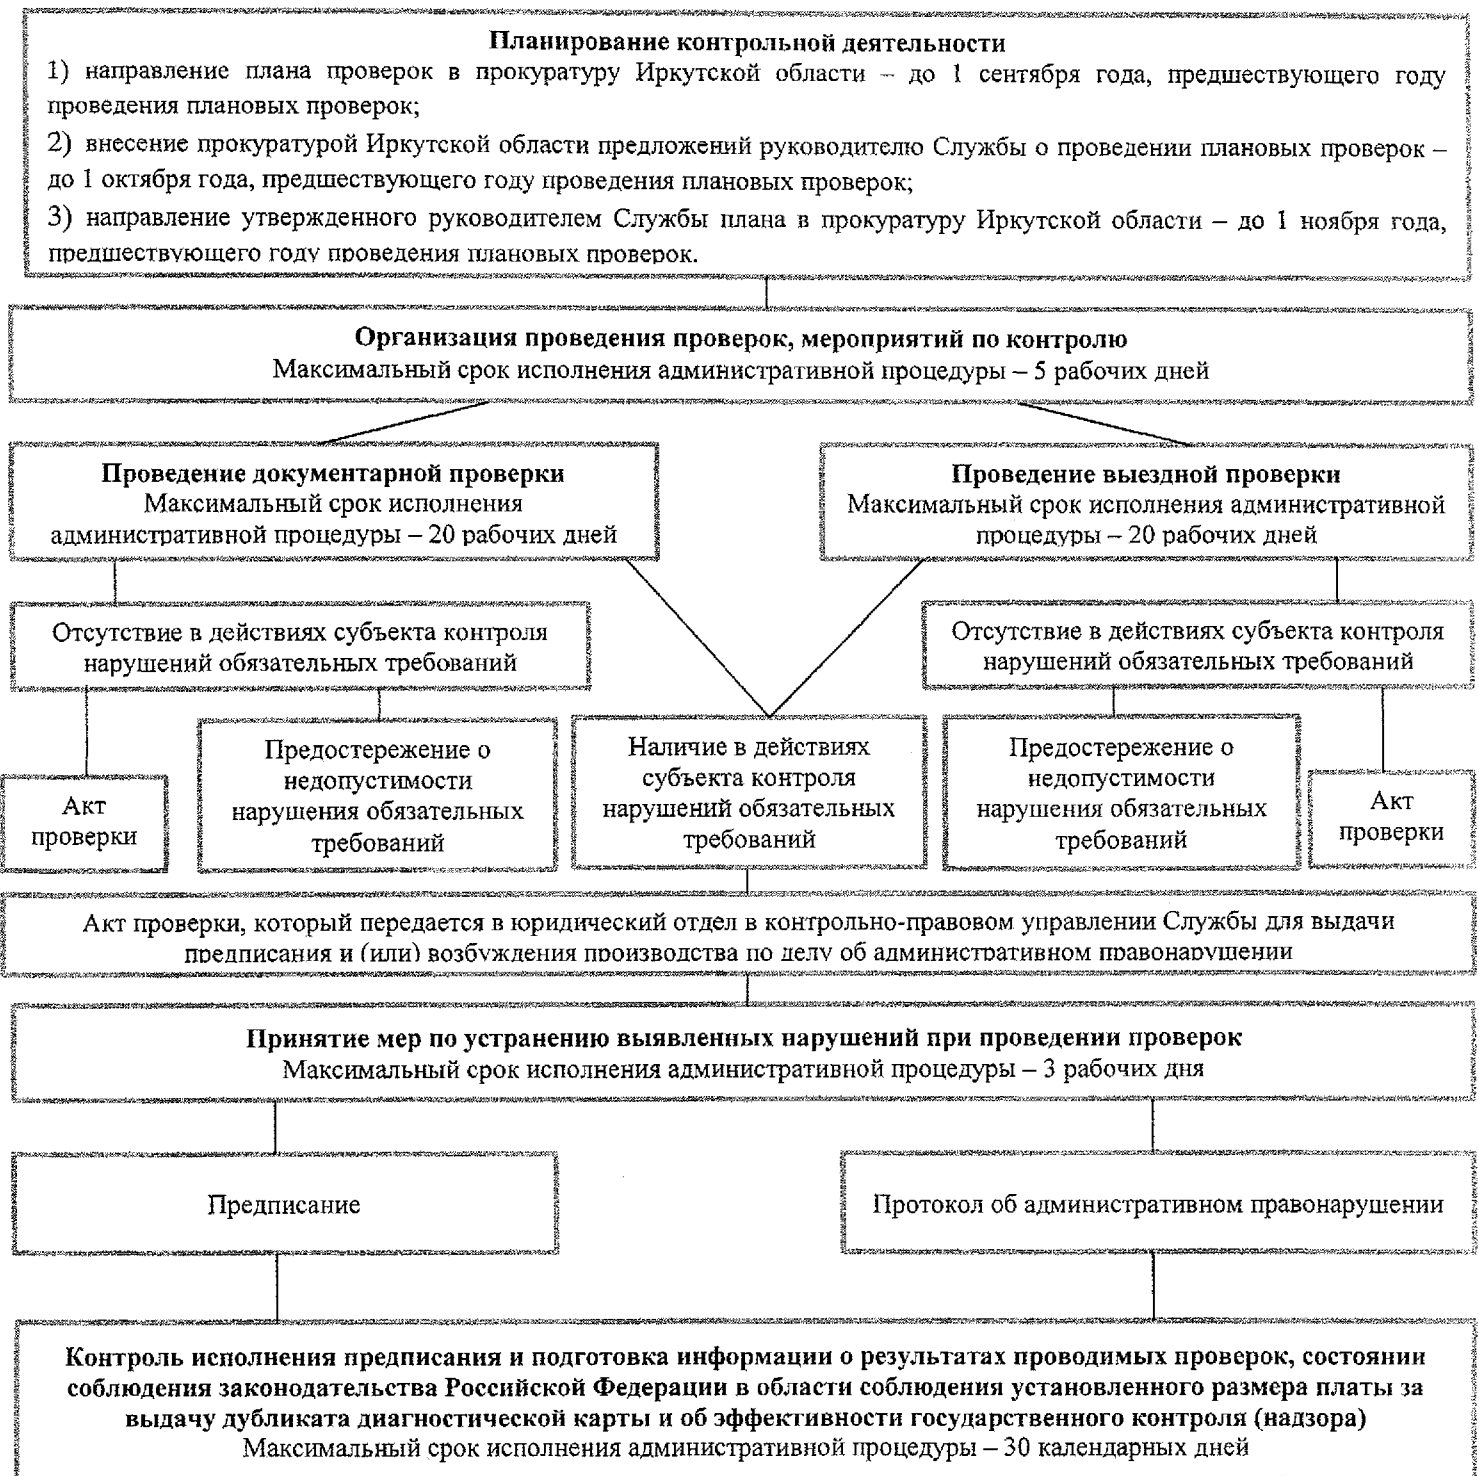 Планирование контрольной деятельности
1) направление плана проверок в прокуратуру Иркутской области – до 1 сентября года, предшествующего году
проведения плановых проверок;
2) внесение прокуратурой Иркутской области предложений руководителю Службы о проведении плановых проверок –
до 1 октября года, предшествующего году проведения плановых проверок;
3) направление утвержденного руководителем Службы плана в прокуратуру Иркутской области – до 1 ноября года,
предшествующего году проведения плановых проверок.
Организация проведения проверок, мероприятий по контролю
Максимальный срок исполнения административной процедуры – 5 рабочих дней
Проведение документарной проверки
Максимальный срок исполнения
административной процедуры – 20 рабочих дней
Проведение выездной проверки
Максимальный срок исполнения административной
процедуры – 20 рабочих дней
Отсутствие в действиях субъекта контроля
нарушений обязательных требований
Отсутствие в действиях субъекта контроля
нарушений обязательных требований
Акт
проверки
Предостережение о
недопустимости
нарушения обязательных
требований
Наличие в действиях
субъекта контроля
нарушений обязательных
требований
Предостережение о
недопустимости
нарушения обязательных
требований
Акт
проверки
Акт проверки, который передается в юридический отдел в контрольно-правовом управлении Службы для выдачи
предписания и (или) возбуждения производства по делу об административном правонарушении
Принятие мер по устранению выявленных нарушений при проведении проверок
Максимальный срок исполнения административной процедуры – 3 рабочих дня
Предписание
Протокол об административном правонарушении
Контроль исполнения предписания и подготовка информации о результатах проводимых проверок, состоянии
соблюдения законодательства Российской Федерации в области соблюдения установленного размера платы за
выдачу дубликата диагностической карты и об эффективности государственного контроля (надзора)
Максимальный срок исполнения административной процедуры – 30 календарных дней